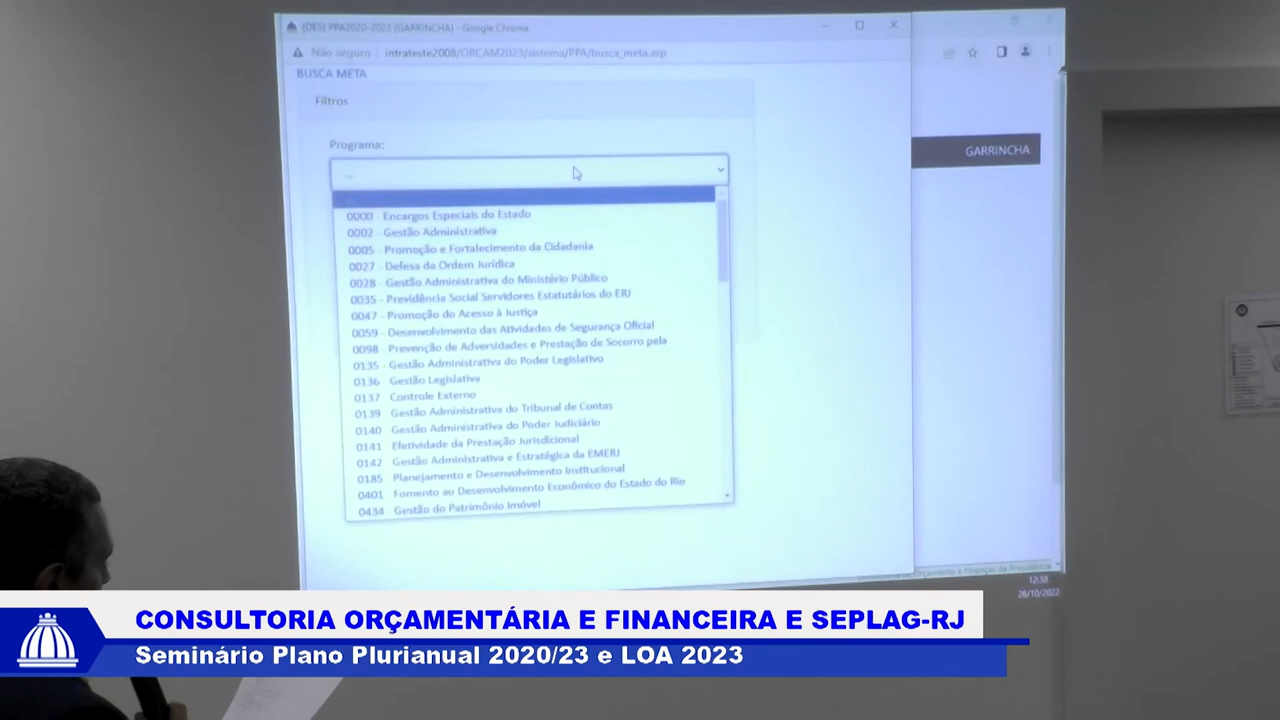 [DES] PPA2020-2023 (GARRINCHA) - Google Chrome
Não seguro intrateste2008/ORCAM2023/sistema/PPA/busca_meta.asp
BUSCA META
Filtros
Programa:
GARRINCHA
...
...
0000 - Encargos Especiais do Estado
0002 - Gestão Administrativa
0005 - Promoção e Fortalecimento da Cidadania
0027 - Defesa da Ordem Jurídica
0028 - Gestão Administrativa do Ministério Público
0035 - Previdência Social Servidores Estatutários do ERJ
0047 - Promoção do Acesso à Justiça
0059 - Desenvolvimento das Atividades de Segurança Oficial
0098 - Prevenção de Adversidades e Prestação de Socorro pela
0135 - Gestão Administrativa do Poder Legislativo
0136 Gestão Legislativa
0137 Controle Externo
0139 Gestão Administrativa do Tribunal de Contas
0140 Gestão Administrativa do Poder Judiciário
0141 Efetividade da Prestação Jurisdicional
0142 Gestão Administrativa e Estratégica da EMERJ
0185 Planejamento e Desenvolvimento Institucional
0401 Fomento ao Desenvolvimento Econômico do Estado do Rio
0434 Gestão do Patrimônio Imóvel
Orçamento e Finanças da Presidência
12:38
26/10/2022
CONSULTORIA ORÇAMENTÁRIA E FINANCEIRA E SEPLAG-RJ
Seminário Plano Plurianual 2020/23 e LOA 2023